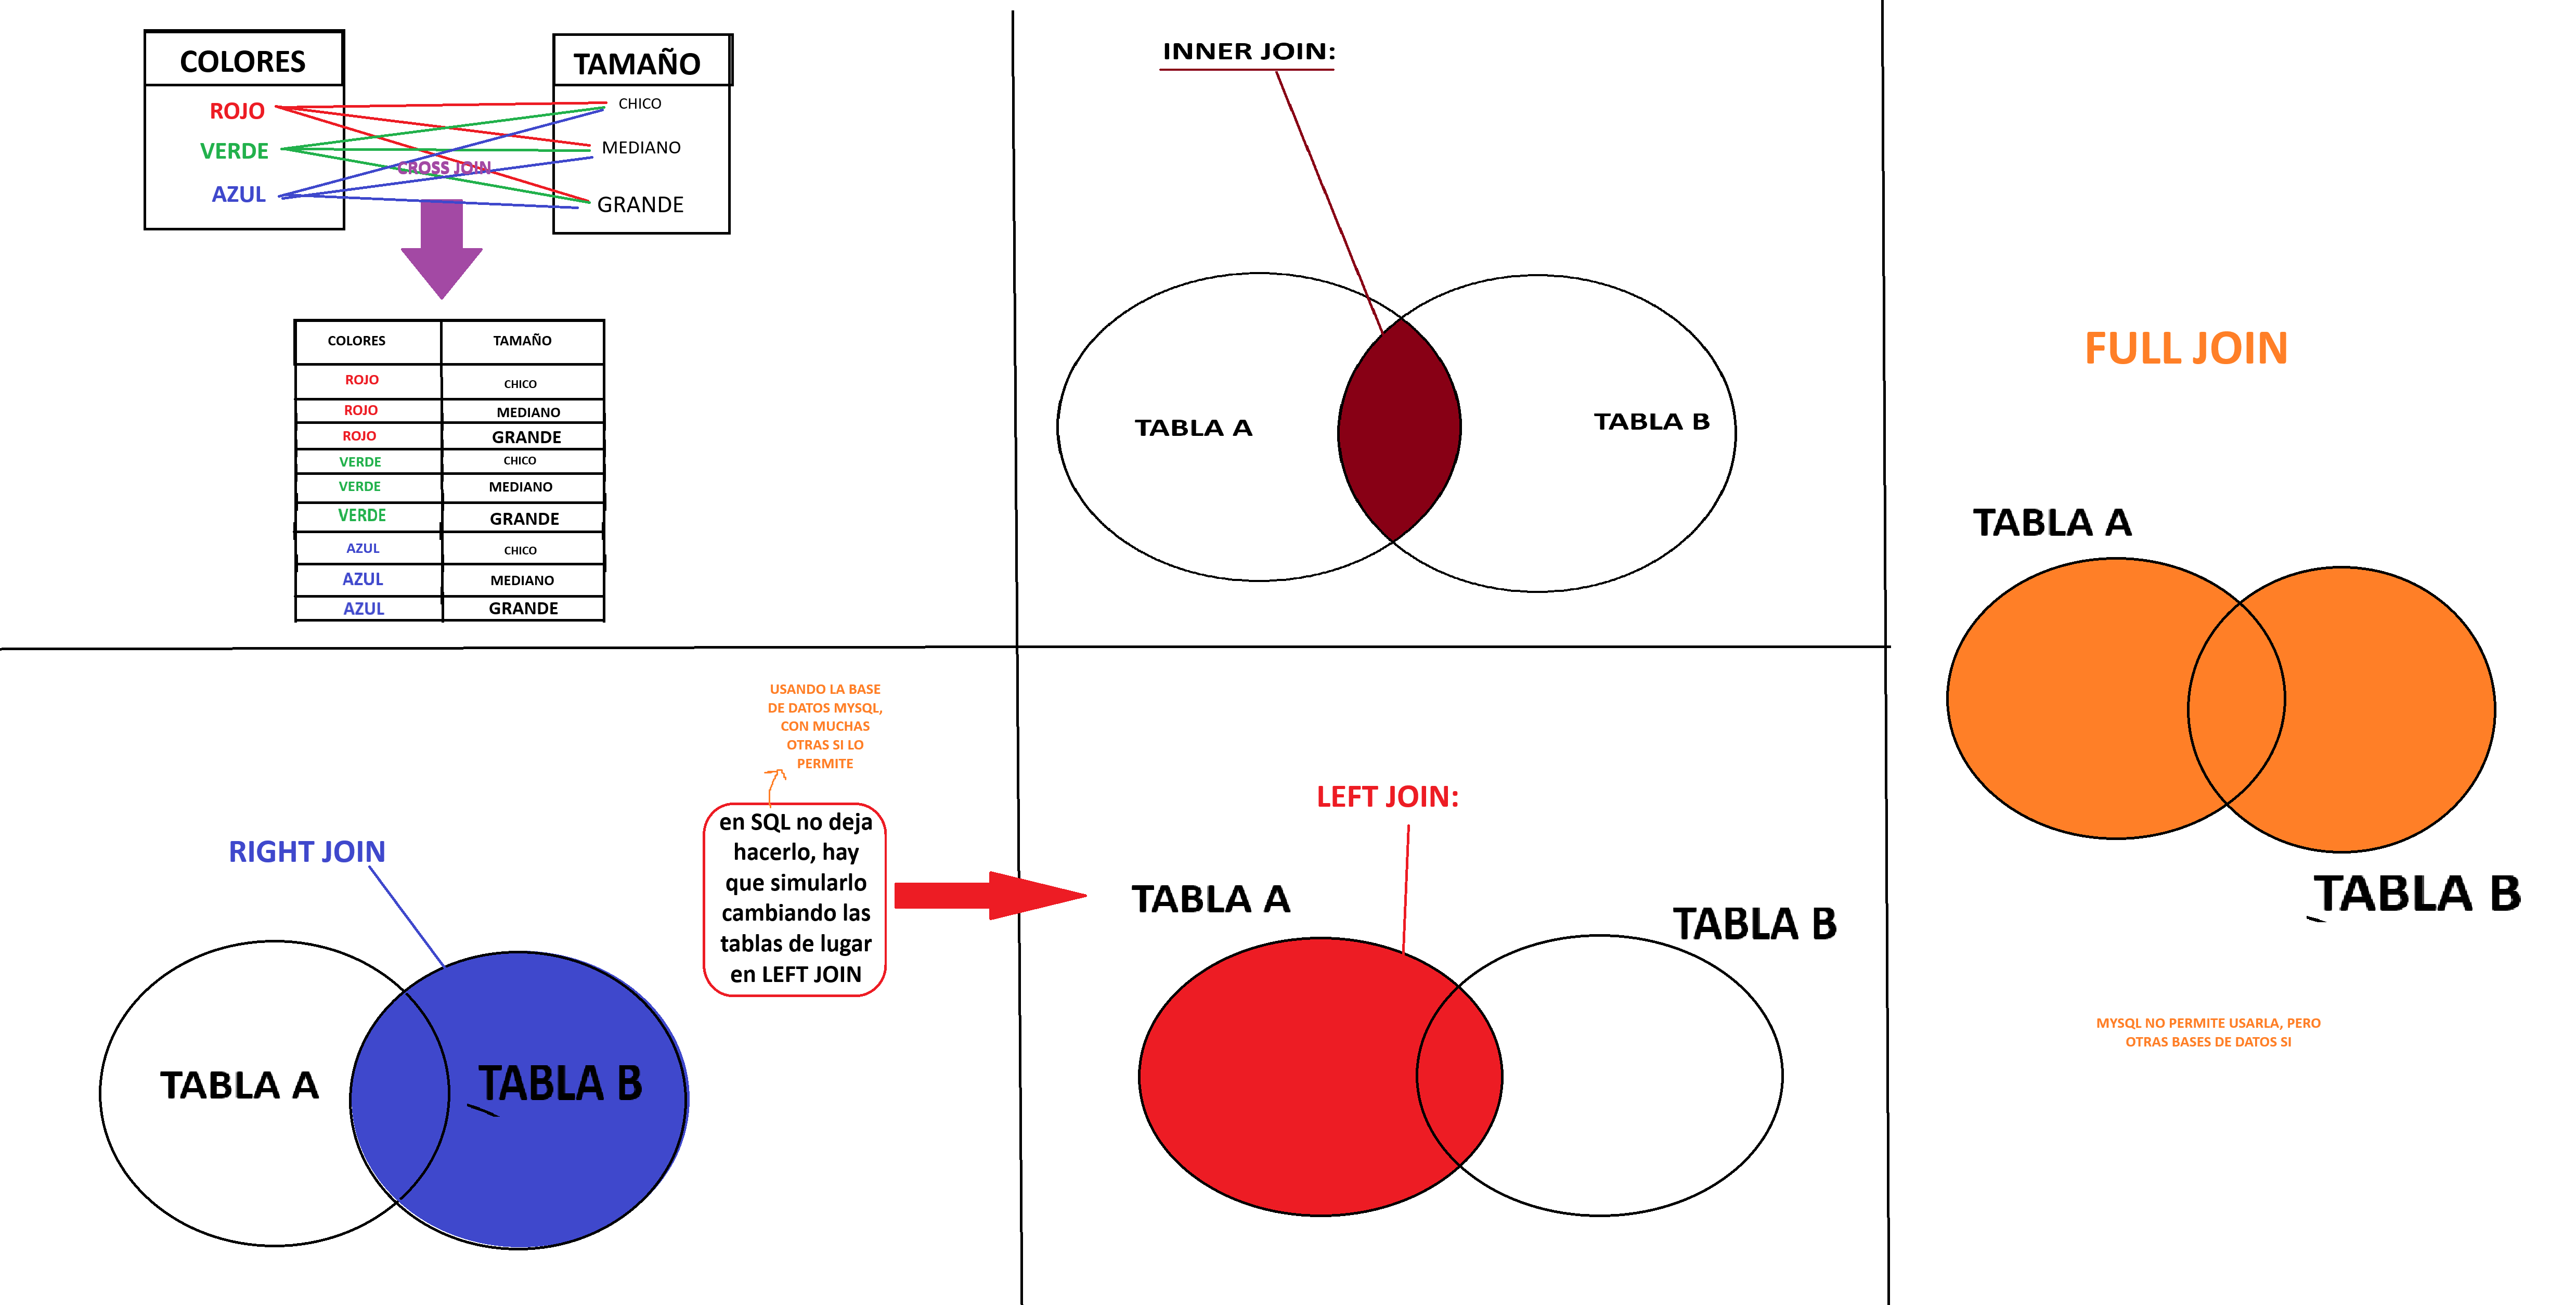 COLORES
TAMAÑO
ROJO
VERDE
AZUL
CHICO
MEDIANO
GRANDE
CROSS JOIN
COLORES TAMAÑO
ROJO CHICO
ROJO MEDIANO
ROJO GRANDE
VERDE CHICO
VERDE MEDIANO
VERDE GRANDE
AZUL CHICO
AZUL MEDIANO
AZUL GRANDE
INNER JOIN:
TABLA A
TABLA B
FULL JOIN
TABLA A
TABLA B
MYSQL NO PERMITE USARLA, PERO
OTRAS BASES DE DATOS SI
RIGHT JOIN
TABLA A
TABLA B
USANDO LA BASE
DE DATOS MYSQL,
CON MUCHAS
OTRAS SI LO
PERMITE
en SQL no deja
hacerlo, hay
que simularlo
cambiando las
tablas de lugar
en LEFT JOIN
LEFT JOIN:
TABLA A
TABLA B